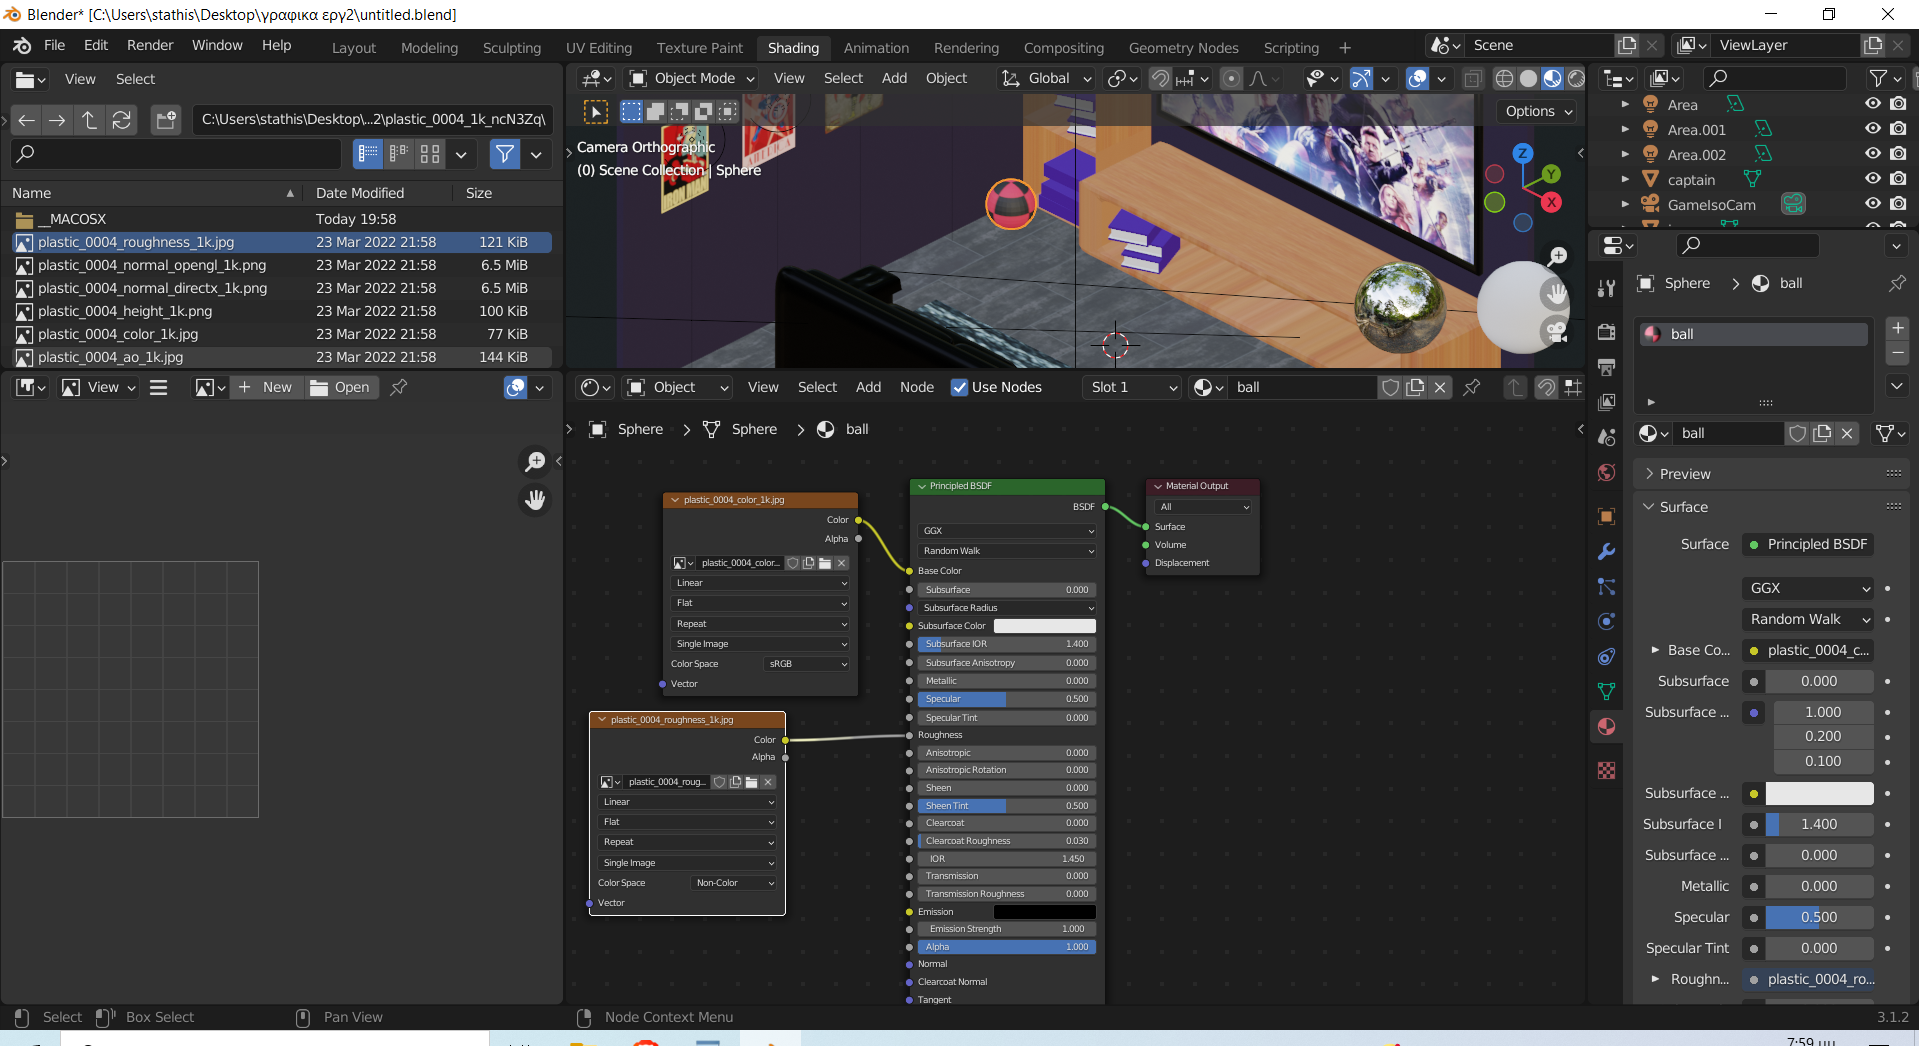 Blender* [C:\Users\stathis\Desktop\γραφικα εργ2\untitled.blend]
File Edit Render Window Help Layout Modeling Sculpting UV Editing Texture Paint Shading Animation Rendering Compositing Geometry Nodes Scripting + Scene ViewLayer
View Select
C:\Users\stathis\Desktop\...2\plastic_0004_1k_ncN3Zq\
Name Date Modified Size
__MACOSX Today 19:58
plastic_0004_roughness_1k.jpg 23 Mar 2022 21:58 121 KiB
plastic_0004_normal_opengl_1k.png 23 Mar 2022 21:58 6.5 MiB
plastic_0004_normal_directx_1k.png 23 Mar 2022 21:58 6.5 MiB
plastic_0004_height_1k.png 23 Mar 2022 21:58 100 KiB
plastic_0004_color_1k.jpg 23 Mar 2022 21:58 77 KiB
plastic_0004_ao_1k.jpg 23 Mar 2022 21:58 144 KiB
View + New Open
Object Mode View Select Add Object Global
Options
Camera Orthographic
(0) Scene Collection | Sphere
IRON MAN
Z
Y
X
Area
Area.001
Area.002
captain
GameIsoCam
Object View Select Add Node Use Nodes Slot 1 ball
Sphere > Sphere > ball
plastic_0004_color_1k.jpg
Color
Alpha
plastic_0004_color...
Linear
Flat
Repeat
Single Image
Color Space sRGB
Vector
plastic_0004_roughness_1k.jpg
Color
Alpha
plastic_0004_roug...
Linear
Flat
Repeat
Single Image
Color Space Non-Color
Vector
Principled BSDF
BSDF
GGX
Random Walk
Base Color
Subsurface 0.000
Subsurface Radius
Subsurface Color
Subsurface IOR 1.400
Subsurface Anisotropy 0.000
Metallic 0.000
Specular 0.500
Specular Tint 0.000
Roughness
Anisotropic 0.000
Anisotropic Rotation 0.000
Sheen 0.000
Sheen Tint 0.500
Clearcoat 0.000
Clearcoat Roughness 0.030
IOR 1.450
Transmission 0.000
Transmission Roughness 0.000
Emission
Emission Strength 1.000
Alpha 1.000
Normal
Clearcoat Normal
Tangent
Material Output
All
Surface
Volume
Displacement
Sphere > ball
ball
ball
Preview
Surface
Surface Principled BSDF
GGX
Random Walk
Base Co... plastic_0004_c...
Subsurface 0.000
Subsurface ... 1.000
0.200
0.100
Subsurface ...
Subsurface I 1.400
Subsurface ... 0.000
Metallic 0.000
Specular 0.500
Specular Tint 0.000
Roughn... plastic_0004_ro...
Select Box Select Pan View Node Context Menu 3.1.2
7:59 μμ